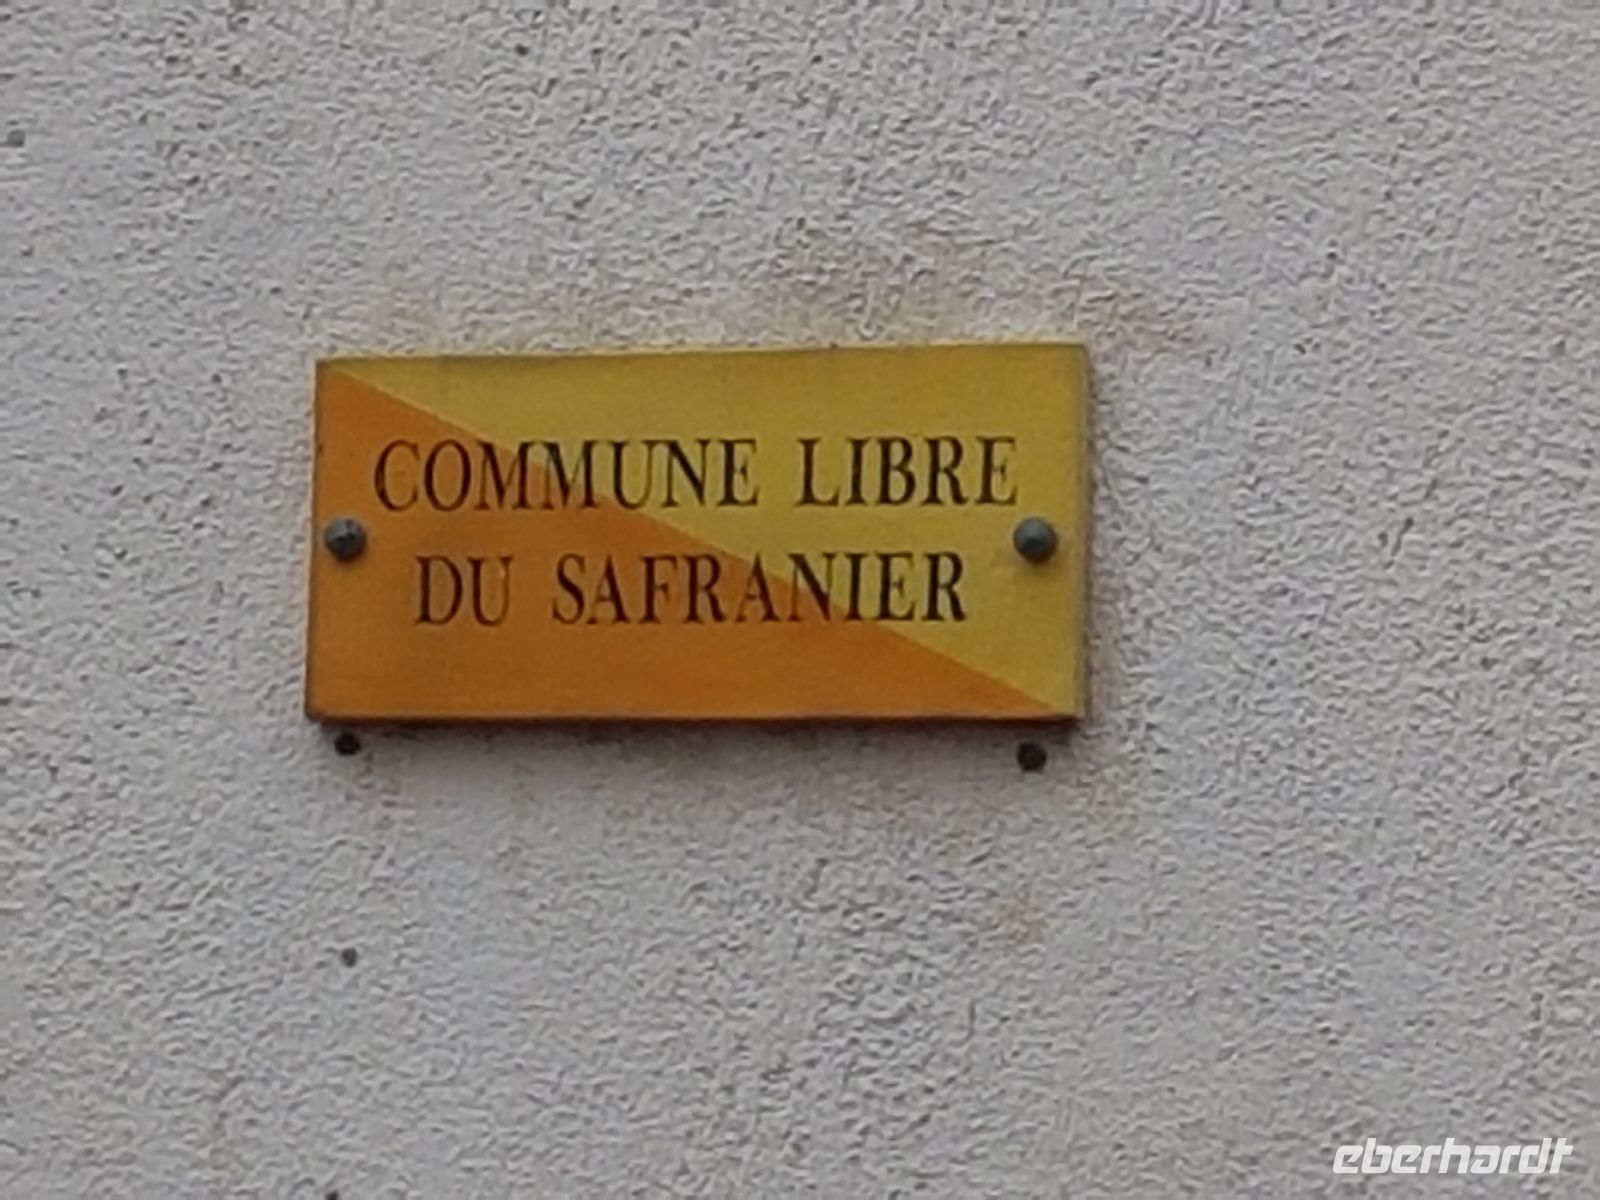 COMMUNE LIBRE
DU SAFRANIER
eberhardt